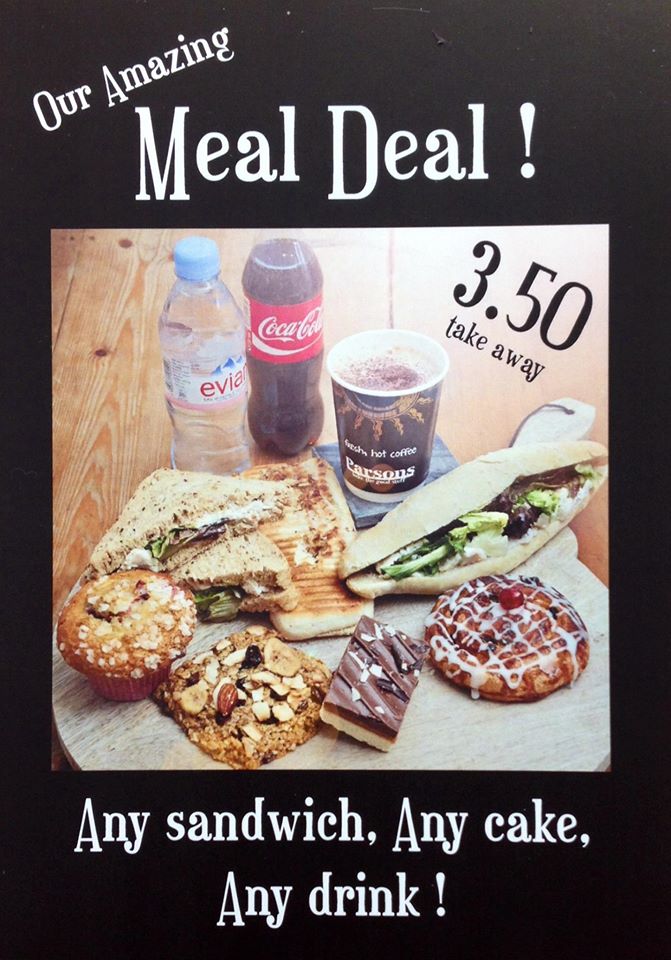 Our Amazing
Meal Deal !
3.50
take away
evian
Coca-Cola
fresh, hot coffee
Parsons
Any sandwich, Any cake,
Any drink !